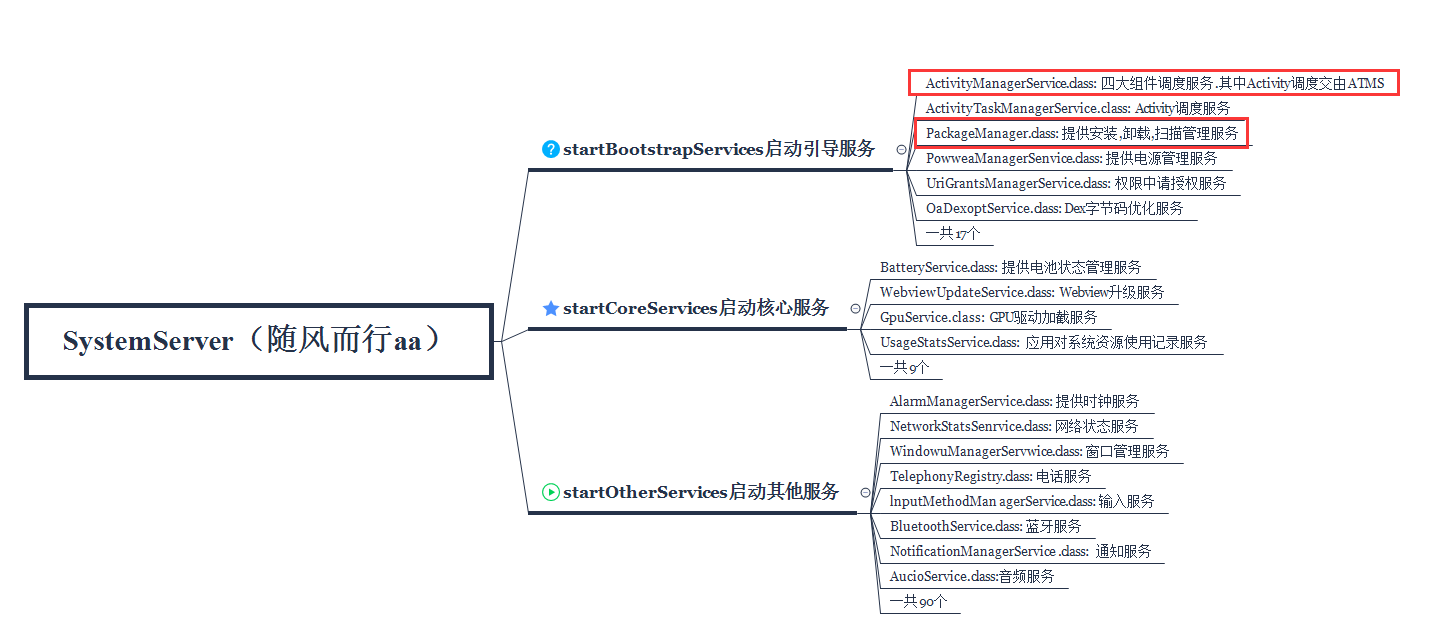 SystemServer（随风而行aa）
startBootstrapServices启动引导服务
ActivityManagerService.dass: 四大组件调度服务.其中Activity调度交由ATMS
ActivityTaskManagerService.class: Activity调度服务
PackageManager.dass: 提供安装,卸载,扫描管理服务
PowweaManagerSenvice.dass: 提供电源管理服务
UriGrantsManagerService.dass: 权限中请授权服务
OaDexoptService.dass: Dex字节码优化服务
一共17个
startCoreServices启动核心服务
BatteryService.dass: 提供电池状态管理服务
WebviewUpdateService.dass: Webview升级服务
GpuService.class: GPU驱动加截服务
UsageStatsService.dass: 应用对系统资源使用记录服务
一共9个
startOtherServices启动其他服务
AlarmManagerService.dass: 提供时钟服务
NetworkStatsSenrvice.dass: 网络状态服务
WindowuManagerServwice.dass: 窗口管理服务
TelephonyRegistry.dass: 电话服务
lnputMethodMan agerService.dass: 输入服务
BluetoothService.dass: 蓝牙服务
NotificationManagerService .dass: 通知服务
AucioService.dass:音频服务
一共90个